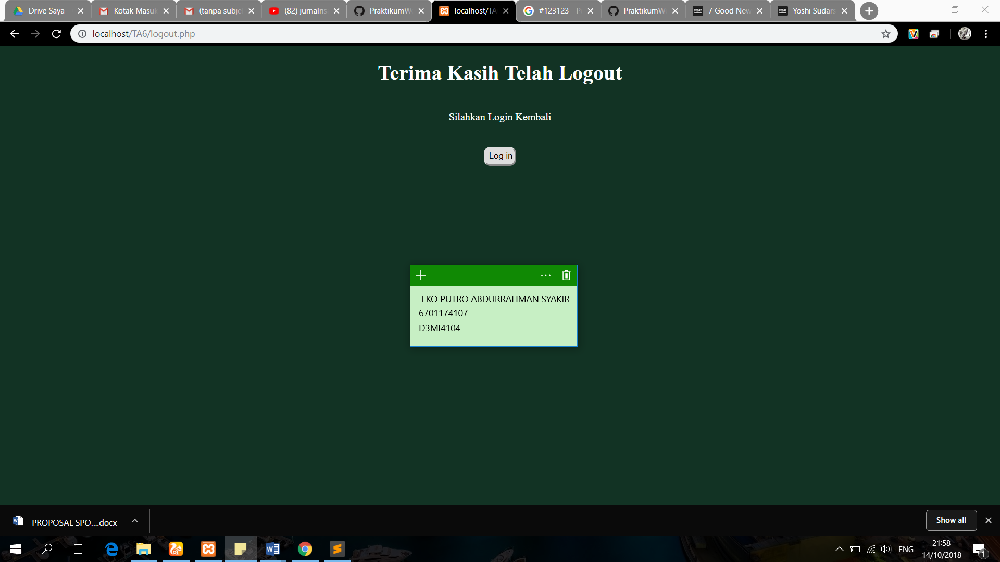 Drive Saya -
Kotak Masuk
(tanpa subje
(82) jurnalris
PraktikumW
localhost/TA
#123123 - P
PraktikumW
7 Good New
Yoshi Sudars
localhost/TA6/logout.php
Terima Kasih Telah Logout
Silahkan Login Kembali
Log in
EKO PUTRO ABDURRAHMAN SYAKIR
6701174107
D3MI4104
PROPOSAL SPO....docx
Show all
21:58
ENG
14/10/2018
1